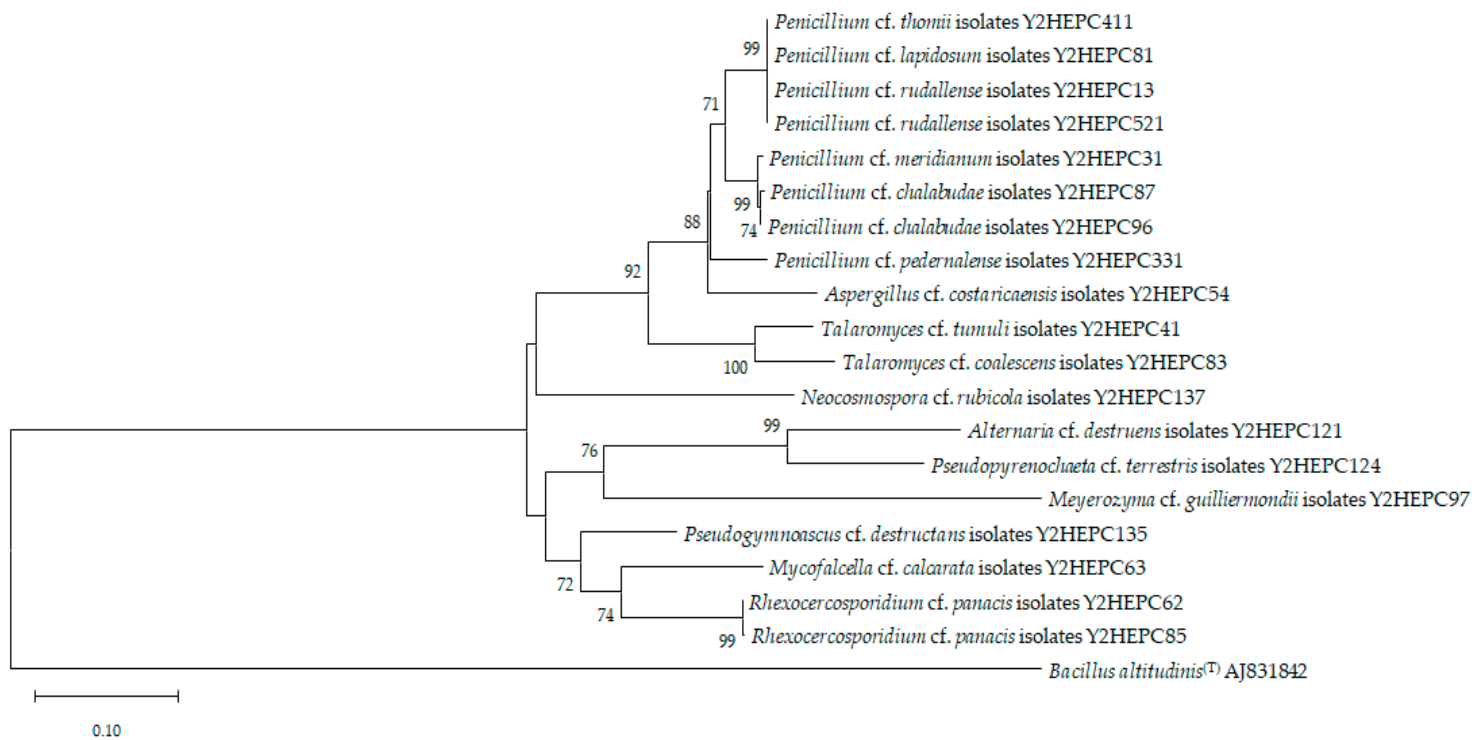 Penicillium cf. thomii isolates Y2HEPC411
99
Penicillium cf. lapidosum isolates Y2HEPC81
Penicillium cf. rudallense isolates Y2HEPC13
71
Penicillium cf. rudallense isolates Y2HEPC521
Penicillium cf. meridianum isolates Y2HEPC31
Penicillium cf. chalabudae isolates Y2HEPC87
99
88
74
Penicillium cf. chalabudae isolates Y2HEPC96
Penicillium cf. pedernalense isolates Y2HEPC331
92
Aspergillus cf. costaricaensis isolates Y2HEPC54
Talaromyces cf. tumuli isolates Y2HEPC41
Talaromyces cf. coalescens isolates Y2HEPC83
100
Neocosmospora cf. rubicola isolates Y2HEPC137
99
Alternaria cf. destruens isolates Y2HEPC121
76
Pseudopyrenochaeta cf. terrestris isolates Y2HEPC124
Meyerozyma cf. guilliermondii isolates Y2HEPC97
Pseudogymnoascus cf. destructans isolates Y2HEPC135
Mycofalcella cf. calcarata isolates Y2HEPC63
72
Rhexocercosporidium cf. panacis isolates Y2HEPC62
74
99
Rhexocercosporidium cf. panacis isolates Y2HEPC85
Bacillus altitudinis(T) AJ831842
0.10